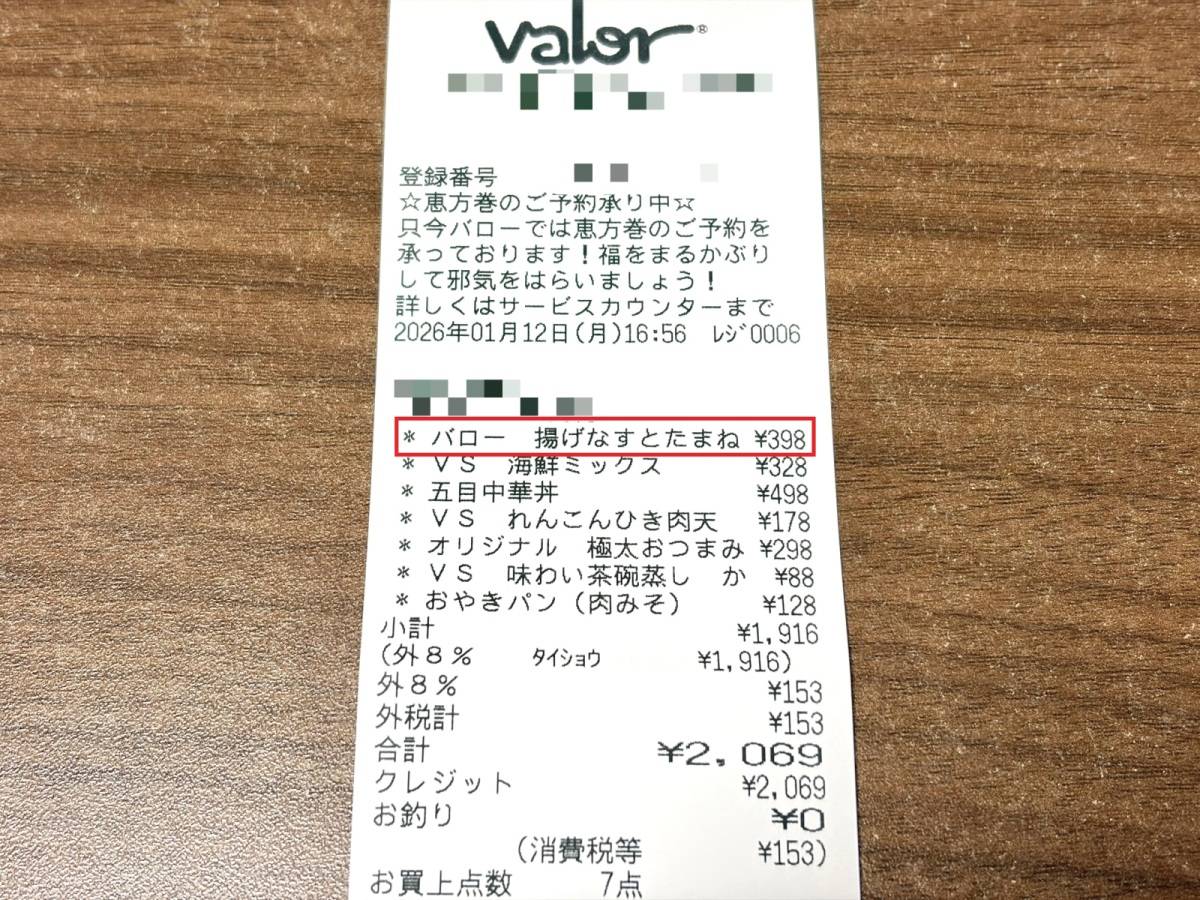 valor®
登録番号
☆恵方巻のご予約承り中☆
只今バローでは恵方巻のご予約を
承っております！福をまるかぶり
して邪気をはらいましょう！
詳しくはサービスカウンターまで
2026年01月12日(月)16:56 ﾚｼﾞ0006
* バロー 揚げなすとたまね ¥398
* ＶＳ 海鮮ミックス ¥328
* 五目中華丼 ¥498
* ＶＳ れんこんひき肉天 ¥178
* オリジナル 極太おつまみ ¥298
* ＶＳ 味わい茶碗蒸し か ¥88
* おやきパン（肉みそ） ¥128
小計 ¥1,916
(外８％ ﾀｲｼｮｳ ¥1,916)
外８％ ¥153
外税計 ¥153
合計 ¥2,069
クレジット ¥2,069
お釣り ¥0
(消費税等 ¥153)
お買上点数 7点